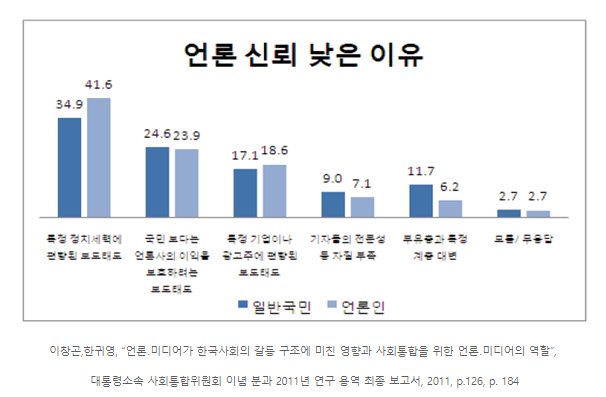 언론 신뢰 낮은 이유
34.9 41.6
24.6 23.9
17.1 18.6
9.0 7.1
11.7 6.2
2.7 2.7
특정 정치세력에
편향된 보도태도
국민 보다는
언론사의 이익을
보호하려는
보도태도
특정 기업이나
광고주에 편향된
보도태도
기자들의 전문성
등 자질 부족
부유층과 특정
계층 대변
모름/ 무응답
일반국민 언론인
이창곤,한귀영, "언론.미디어가 한국사회의 갈등 구조에 미친 영향과 사회통합을 위한 언론.미디어의 역할",
대통령소속 사회통합위원회 이념 분과 2011년 연구 용역 최종 보고서, 2011, p.126, p. 184